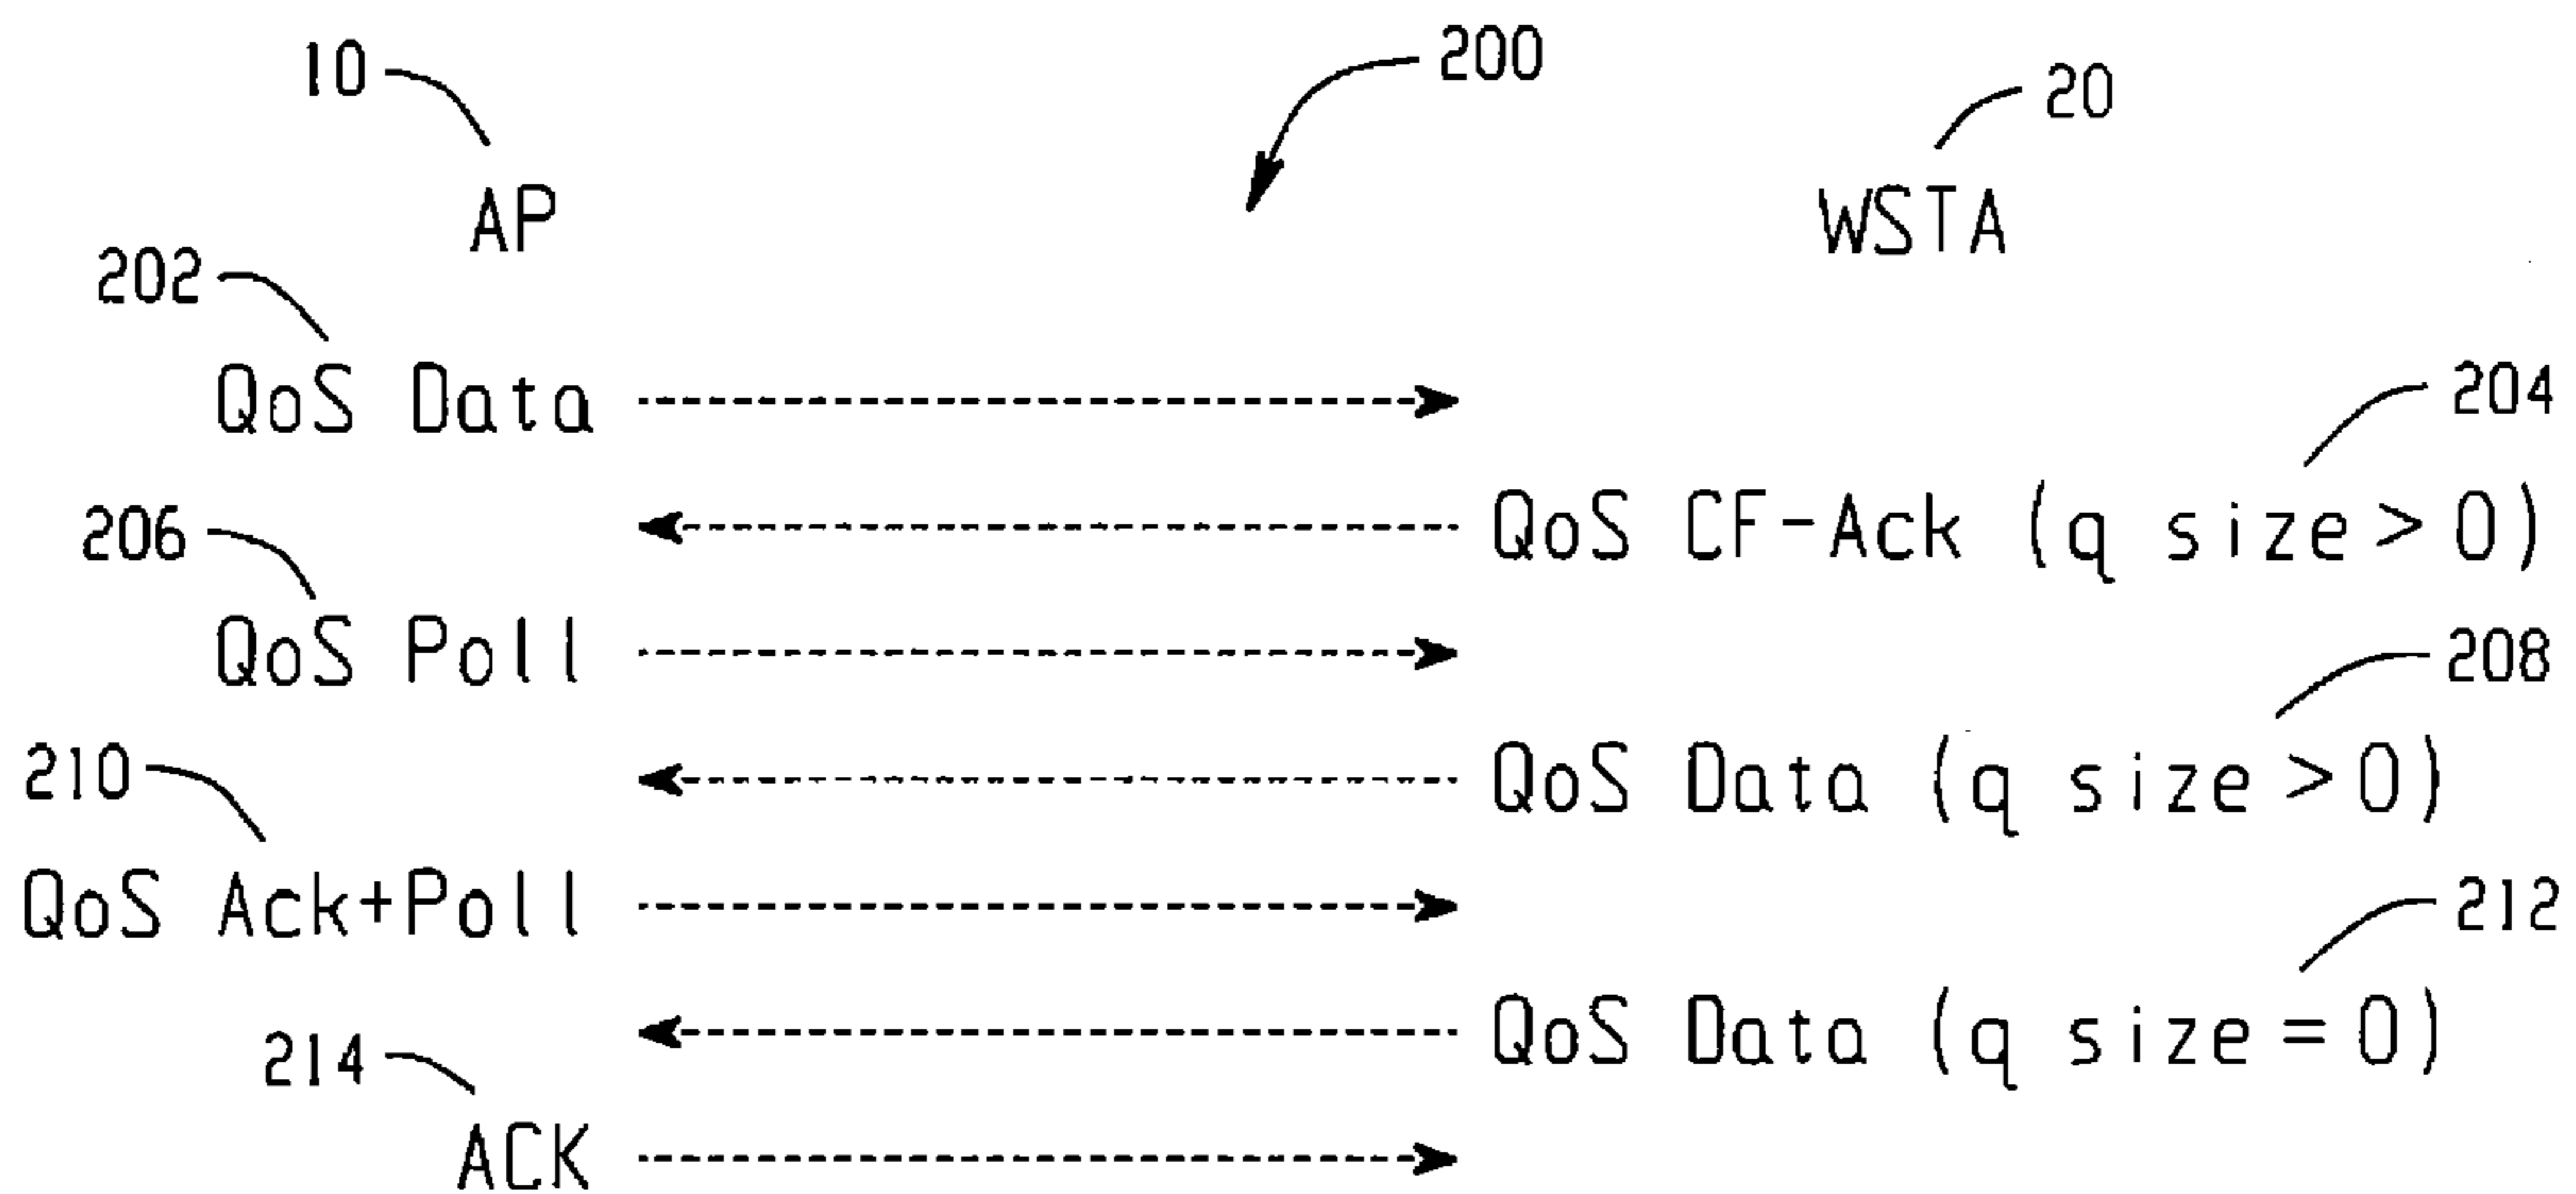 10
200
20
AP
WSTA
202
QoS Data
204
QoS CF-Ack (q size > 0)
206
QoS Poll
208
QoS Data (q size > 0)
210
QoS Ack+Poll
212
QoS Data (q size = 0)
214
ACK